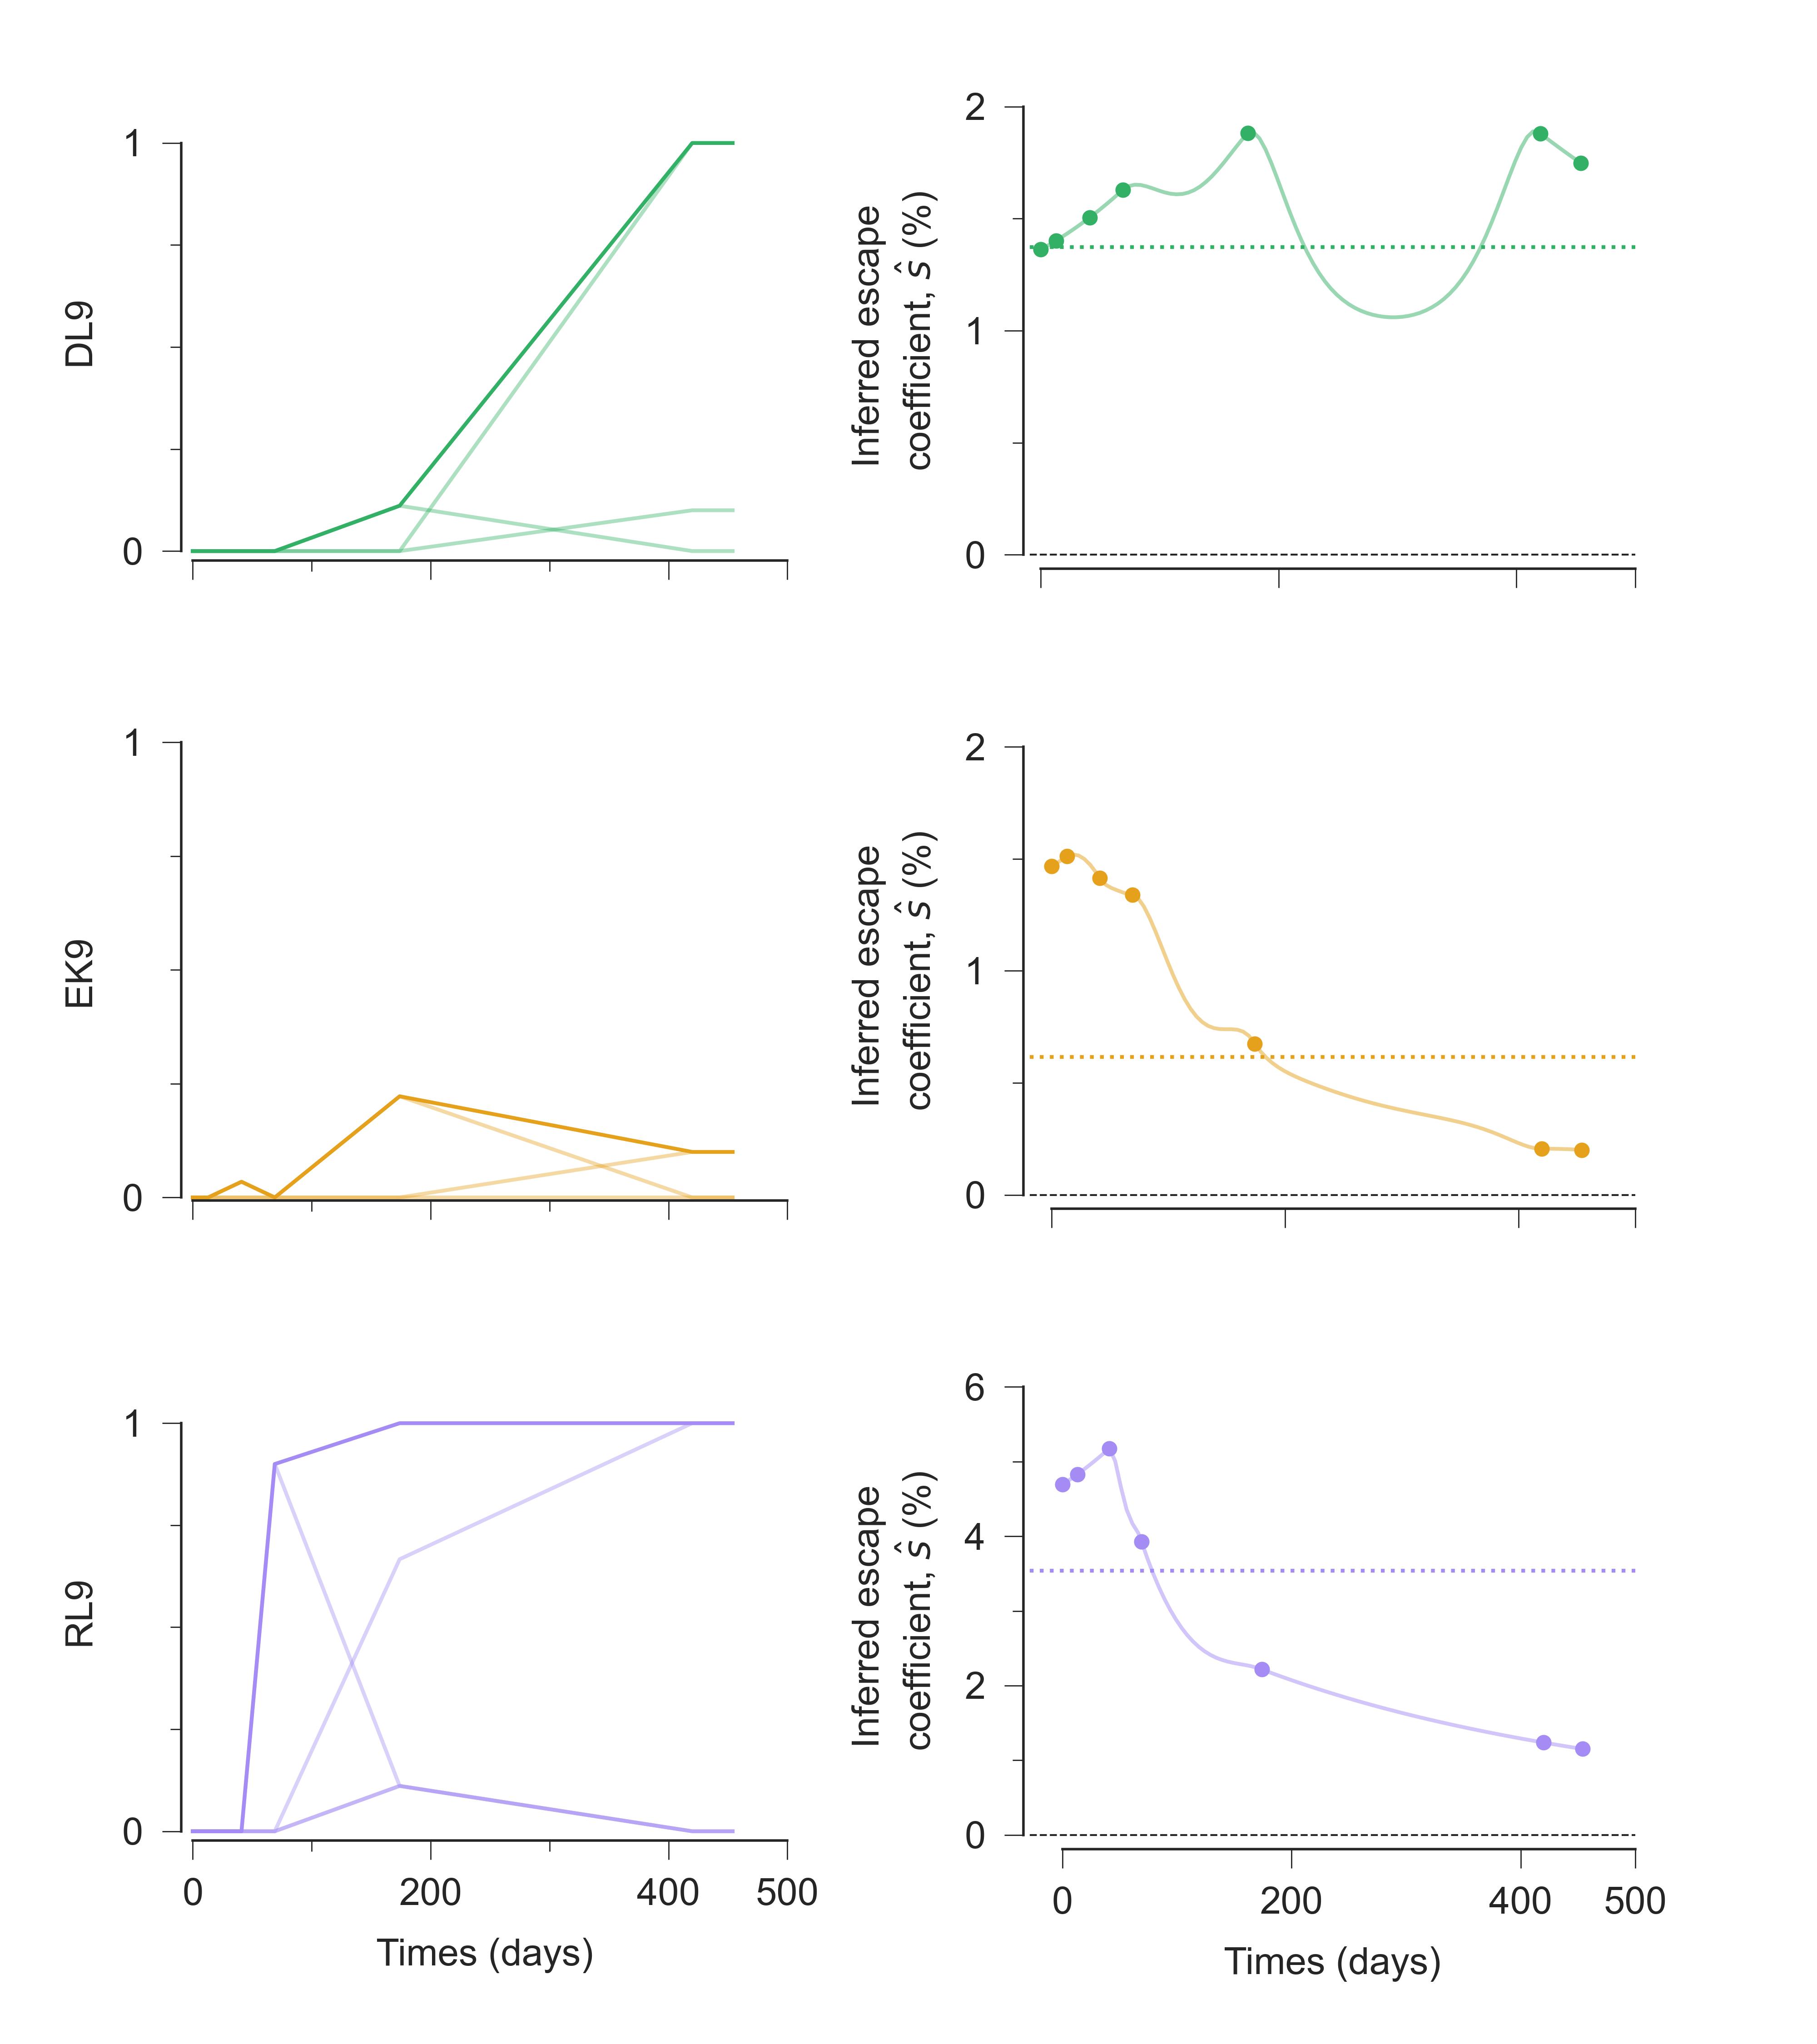 DL9
1
0
Inferred escape
coefficient, ŝ (%)
2
1
0
EK9
1
0
Inferred escape
coefficient, ŝ (%)
2
1
0
RL9
1
0
0 200 400 500
Times (days)
Inferred escape
coefficient, ŝ (%)
6
4
2
0
0 200 400 500
Times (days)